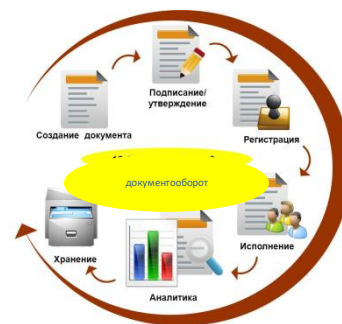 Подписание/
утверждение
Создание документа
Регистрация
документооборот
Исполнение
Хранение
Аналитика